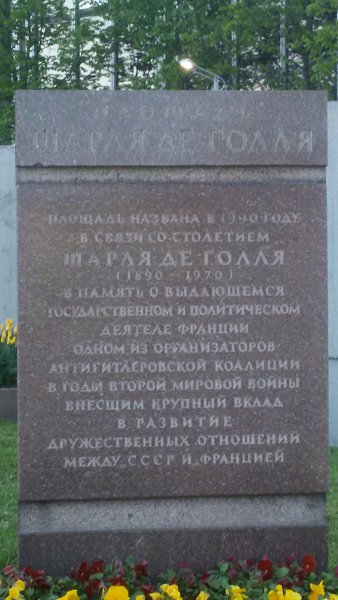 ПЛОЩАДЬ
ШАРЛЯ ДЕ ГОЛЛЯ
ПЛОЩАДЬ НАЗВАНА В 1990 ГОДУ
В СВЯЗИ СО СТОЛЕТИЕМ
ШАРЛЯ ДЕ ГОЛЛЯ
(1890 – 1970)
В ПАМЯТЬ О ВЫДАЮЩЕМСЯ
ГОСУДАРСТВЕННОМ И ПОЛИТИЧЕСКОМ
ДЕЯТЕЛЕ ФРАНЦИИ
ОДНОМ ИЗ ОРГАНИЗАТОРОВ
АНТИГИТЛЕРОВСКОЙ КОАЛИЦИИ
В ГОДЫ ВТОРОЙ МИРОВОЙ ВОЙНЫ
ВНЕСШИМ КРУПНЫЙ ВКЛАД
В РАЗВИТИЕ
ДРУЖЕСТВЕННЫХ ОТНОШЕНИЙ
МЕЖДУ СССР И ФРАНЦИЕЙ